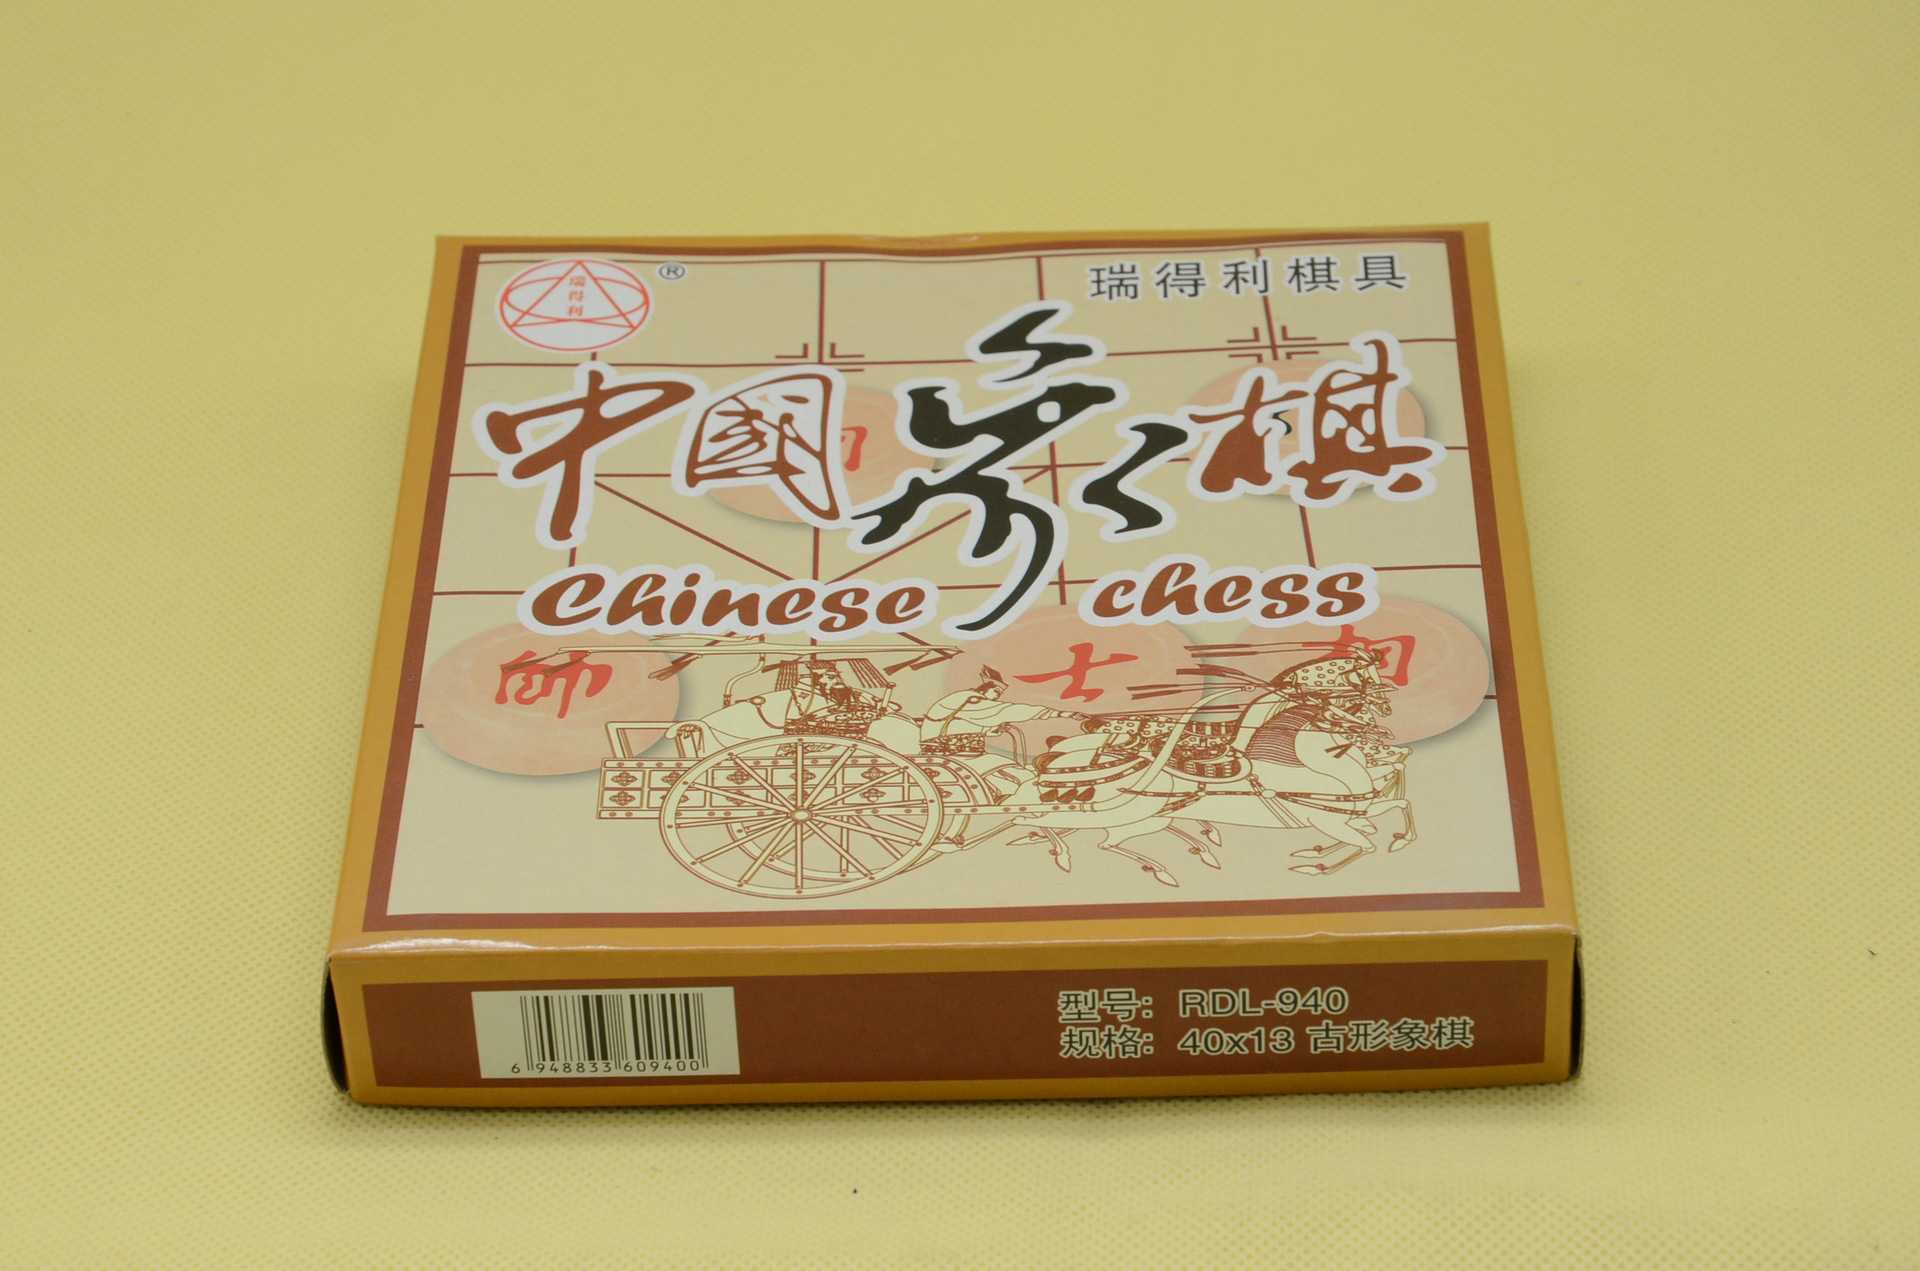 瑞得利
®
瑞得利棋具
中國象棋
Chinese chess
帥
士
相
型号: RDL-940
规格: 40x13 古形象棋
6 948833 609400